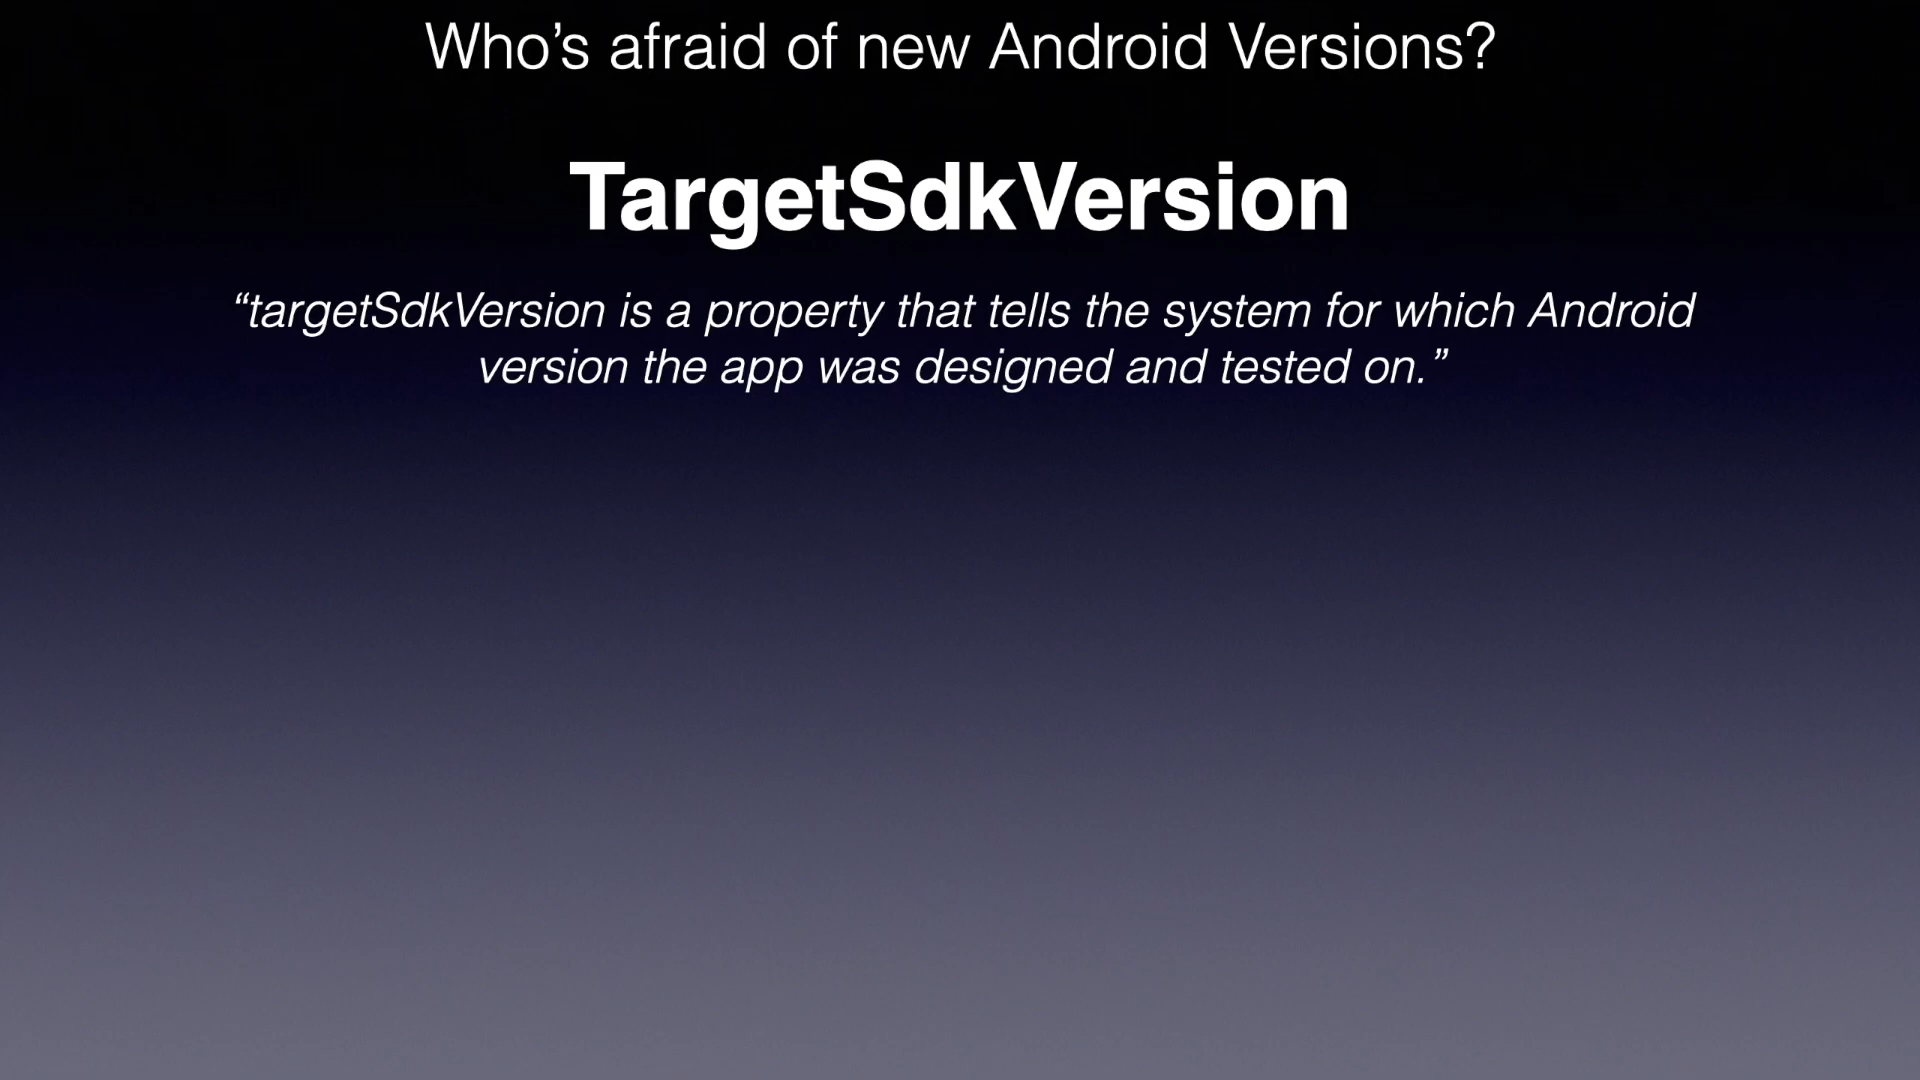 Who’s afraid of new Android Versions?
TargetSdkVersion
“targetSdkVersion is a property that tells the system for which Android
version the app was designed and tested on.”